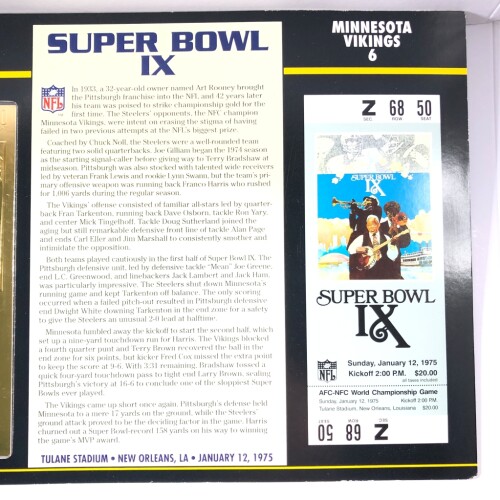 SUPER BOWL
IX
In 1933, a 32-year-old owner named Art Rooney brought
the Pittsburgh franchise into the NFL and 42 years later
his team was poised to strike championship gold for the
first time. The Steelers' opponents, the NFC champion
Minnesota Vikings, were intent on erasing the stigma of having
failed in two previous attempts at the NFL's biggest prize.
Coached by Chuck Noll, the Steelers were a well-rounded team
featuring two solid quarterbacks. Joe Gilliam began the 1974 season
as the starting signal-caller before giving way to Terry Bradshaw at
midseason. Pittsburgh was also stocked with talented wide receivers
led by veteran Frank Lewis and rookie Lynn Swann, but the team's pri-
mary offensive weapon was running back Franco Harris who rushed
for 1,006 yards during the regular season.
The Vikings' offense consisted of familiar all-stars led by quarter-
back Fran Tarkenton, running back Dave Osborn, tackle Ron Yary,
and center Mick Tingelhoff. Tackle Doug Sutherland joined the
aging but still remarkable defensive front line of tackle Alan Page
and ends Carl Eller and Jim Marshall to consistently smother and
intimidate the opposition.
Both teams played cautiously in the first half of Super Bowl IX. The
Pittsburgh defensive unit, led by defensive tackle "Mean" Joe Greene,
end L.C. Greenwood, and linebackers Jack Lambert and Jack Ham,
was particularly impressive. The Steelers shut down Minnesota's
running game and kept Tarkenton off balance. The only scoring
occurred when a failed pitch-out resulted in Pittsburgh defensive
end Dwight White downing Tarkenton in the end zone for a safety
to give the Steelers an unusual 2-0 lead at halftime.
Minnesota fumbled away the kickoff to start the second half, which
set up a nine-yard touchdown run for Harris. The Vikings blocked
a fourth quarter punt and Terry Brown recovered the ball in the
end zone for six points, but kicker Fred Cox missed the extra point
to keep the score at 9-6. With 3:31 remaining, Bradshaw tossed a
quick four-yard touchdown pass to tight end Larry Brown, sealing
Pittsburgh's victory at 16-6 to conclude one of the sloppiest Super
Bowls ever played.
The Vikings came up short once again. Pittsburgh's defense held
Minnesota to a mere 17 yards on the ground, while the Steelers'
ground attack proved to be the deciding factor in the game. Harris
carried out a Super Bowl-record 158 yards on his way to winning
the game's MVP award.
TULANE STADIUM • NEW ORLEANS, LA • JANUARY 12, 1975
MINNESOTA
VIKINGS
6
Z 68 50
SEC ROW SEAT
SUPER BOWL
IX
SUPER BOWL
IX
NFL
Sunday, January 12, 1975
Kickoff 2:00 P.M. $20.00
All taxes included
AFC-NFC World Championship Game
Sunday, January 12, 1975 Kickoff 2:00 P.M.
Tulane Stadium, New Orleans, Louisiana $20.00
50 68 Z